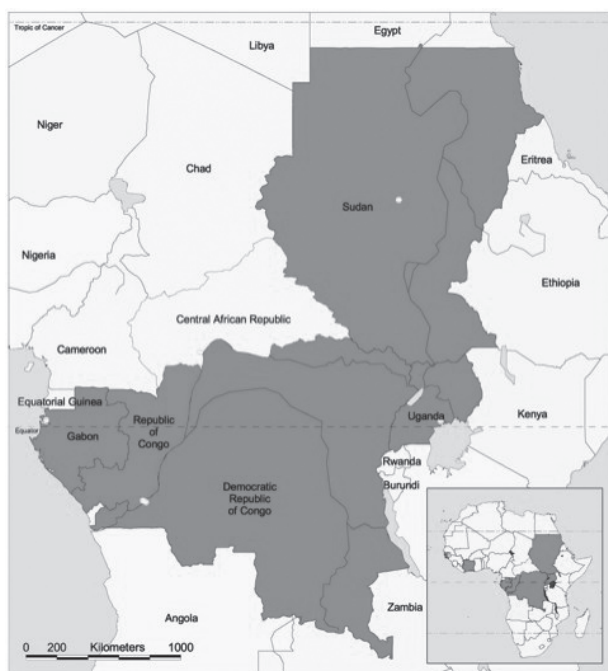 Tropic of Cancer
Libya
Egypt
Niger
Chad
Eritrea
Sudan
Nigeria
Ethiopia
Central African Republic
Cameroon
Equatorial Guinea
Republic
of
Congo
Uganda
Kenya
Equator
Gabon
Rwanda
Burundi
Democratic
Republic
of Congo
Angola
Zambia
0 200 Kilometers 1000